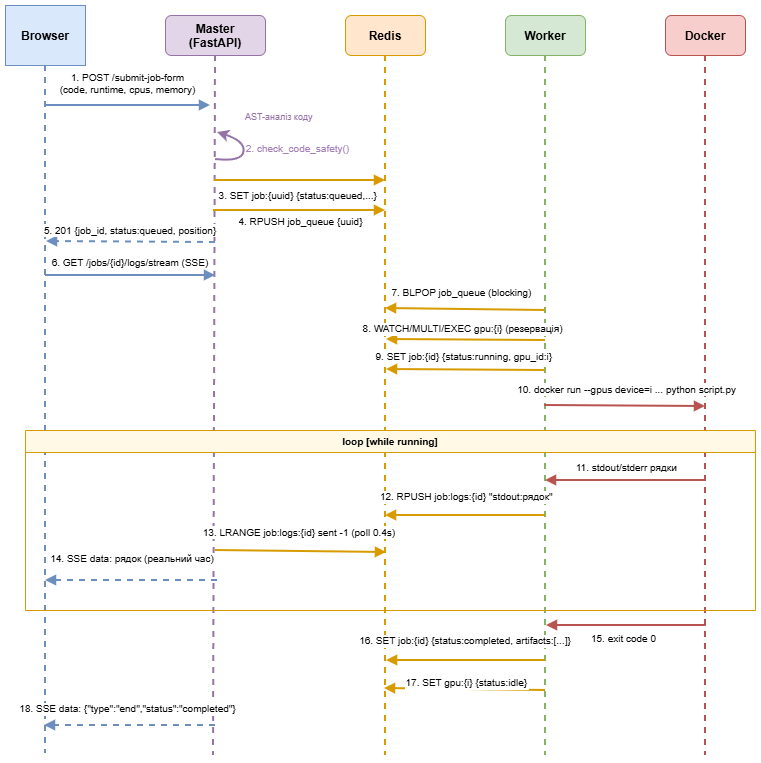 Browser
Master
(FastAPI)
Redis
Worker
Docker
1. POST /submit-job-form
(code, runtime, cpus, memory)
AST-аналіз коду
2. check_code_safety()
3. SET job:{uuid} {status:queued,...}
4. RPUSH job_queue {uuid}
5. 201 {job_id, status:queued, position}
6. GET /jobs/{id}/logs/stream (SSE)
7. BLPOP job_queue (blocking)
8. WATCH/MULTI/EXEC gpu:{i} (резервація)
9. SET job:{id} {status:running, gpu_id:i}
10. docker run --gpus device=i ... python script.py
loop [while running]
11. stdout/stderr рядки
12. RPUSH job:logs:{id} "stdout:рядок"
13. LRANGE job:logs:{id} sent -1 (poll 0.4s)
14. SSE data: рядок (реальний час)
15. exit code 0
16. SET job:{id} {status:completed, artifacts:[...]}
17. SET gpu:{i} {status:idle}
18. SSE data: {"type":"end","status":"completed"}